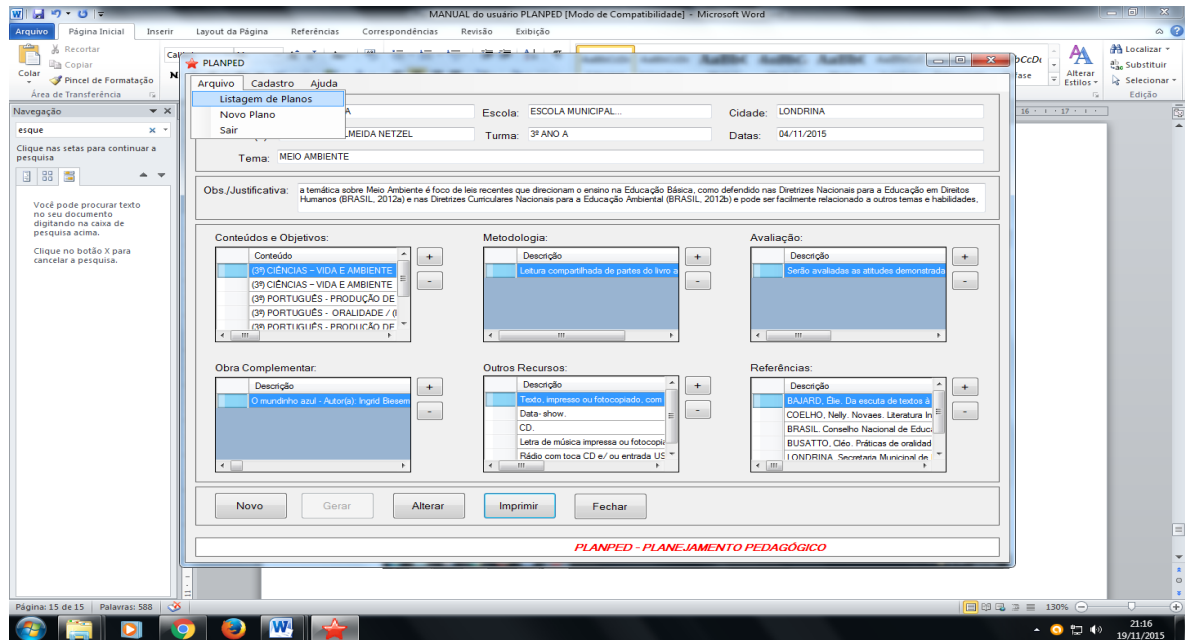 MANUAL do usuário PLANPED [Modo de Compatibilidade] - Microsoft Word
Arquivo Página Inicial Inserir Layout da Página Referências Correspondências Revisão Exibição
Recortar
Copiar
Pincel de Formatação
Colar
Área de Transferência
Alterar Estilos
Localizar
Substituir
Selecionar
Edição
Navegação
esque
Clique nas setas para continuar a
pesquisa
Você pode procurar texto
no seu documento
digitando na caixa de
pesquisa acima.
Clique no botão X para
cancelar a pesquisa.
PLANPED
Arquivo Cadastro Ajuda
Listagem de Planos
Novo Plano
Sair
Escola: ESCOLA MUNICIPAL... Cidade: LONDRINA
NETZEL Turma: 3º ANO A Datas: 04/11/2015
Tema: MEIO AMBIENTE
Obs./Justificativa: a temática sobre Meio Ambiente é foco de leis recentes que direcionam o ensino na Educação Básica, como defendido nas Diretrizes Nacionais para a Educação em Direitos
Humanos (BRASIL, 2012a) e nas Diretrizes Curriculares Nacionais para a Educação Ambiental (BRASIL, 2012b) e pode ser facilmente relacionado a outros temas e habilidades,
Conteúdos e Objetivos: Metodologia: Avaliação:
Conteúdo
(3º) CIÊNCIAS – VIDA E AMBIENTE
(3º) CIÊNCIAS – VIDA E AMBIENTE
(3º) PORTUGUÊS - PRODUÇÃO DE
(3º) PORTUGUÊS - ORALIDADE / (
(3º) PORTUGUÊS - PRODUÇÃO DE
+
-
Descrição
Leitura compartilhada de partes do livro a
+
-
Descrição
Serão avaliadas as atitudes demonstrada
+
-
Obra Complementar: Outros Recursos: Referências:
Descrição
O mundinho azul - Autor(a): Ingrid Biesem
+
-
Descrição
Texto, impresso ou fotocopiado, com
Data- show.
CD.
Letra de música impressa ou fotocopia
Rádio com toca CD e/ ou entrada US
+
-
Descrição
BAJARD, Élie. Da escuta de textos à
COELHO, Nelly. Novaes. Literatura In
BRASIL. Conselho Nacional de Educ
BUSATTO, Cléo. Práticas de oralidad
LONDRINA. Secretaria Municipal de
+
-
Novo Gerar Alterar Imprimir Fechar
PLANPED - PLANEJAMENTO PEDAGÓGICO
Página: 15 de 15 Palavras: 588 130%
21:16
19/11/2015